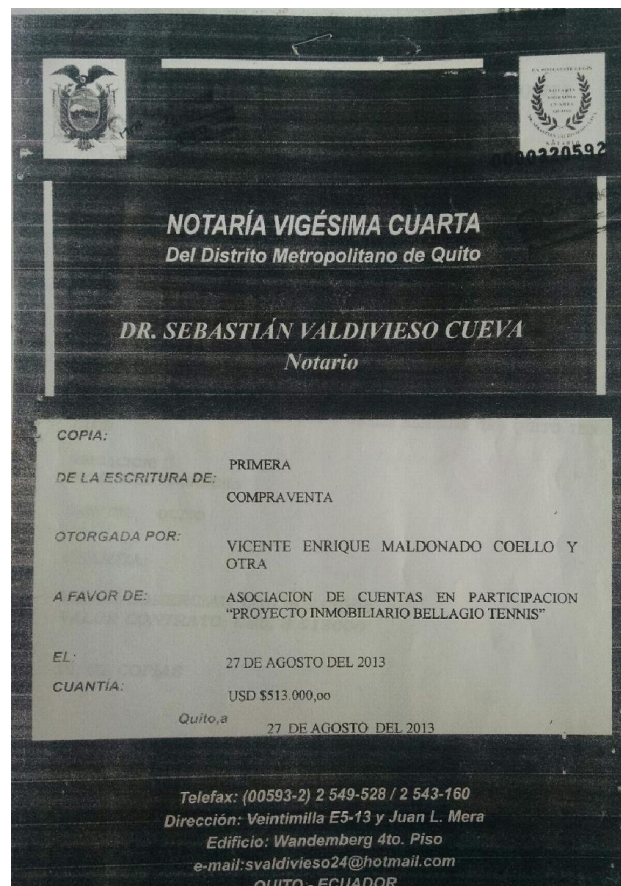 0000220592
NOTARÍA VIGÉSIMA CUARTA
Del Distrito Metropolitano de Quito
DR. SEBASTIÁN VALDIVIESO CUEVA
Notario
COPIA: PRIMERA
DE LA ESCRITURA DE: COMPRAVENTA
OTORGADA POR: VICENTE ENRIQUE MALDONADO COELLO Y
OTRA
A FAVOR DE: ASOCIACION DE CUENTAS EN PARTICIPACION
“PROYECTO INMOBILIARIO BELLAGIO TENNIS”
EL: 27 DE AGOSTO DEL 2013
CUANTÍA: USD $513.000,oo
Quito,a 27 DE AGOSTO DEL 2013
Telefax: (00593-2) 2 549-528 / 2 543-160
Dirección: Veintimilla E5-13 y Juan L. Mera
Edificio: Wandemberg 4to. Piso
e-mail:svaldivieso24@hotmail.com
QUITO - ECUADOR